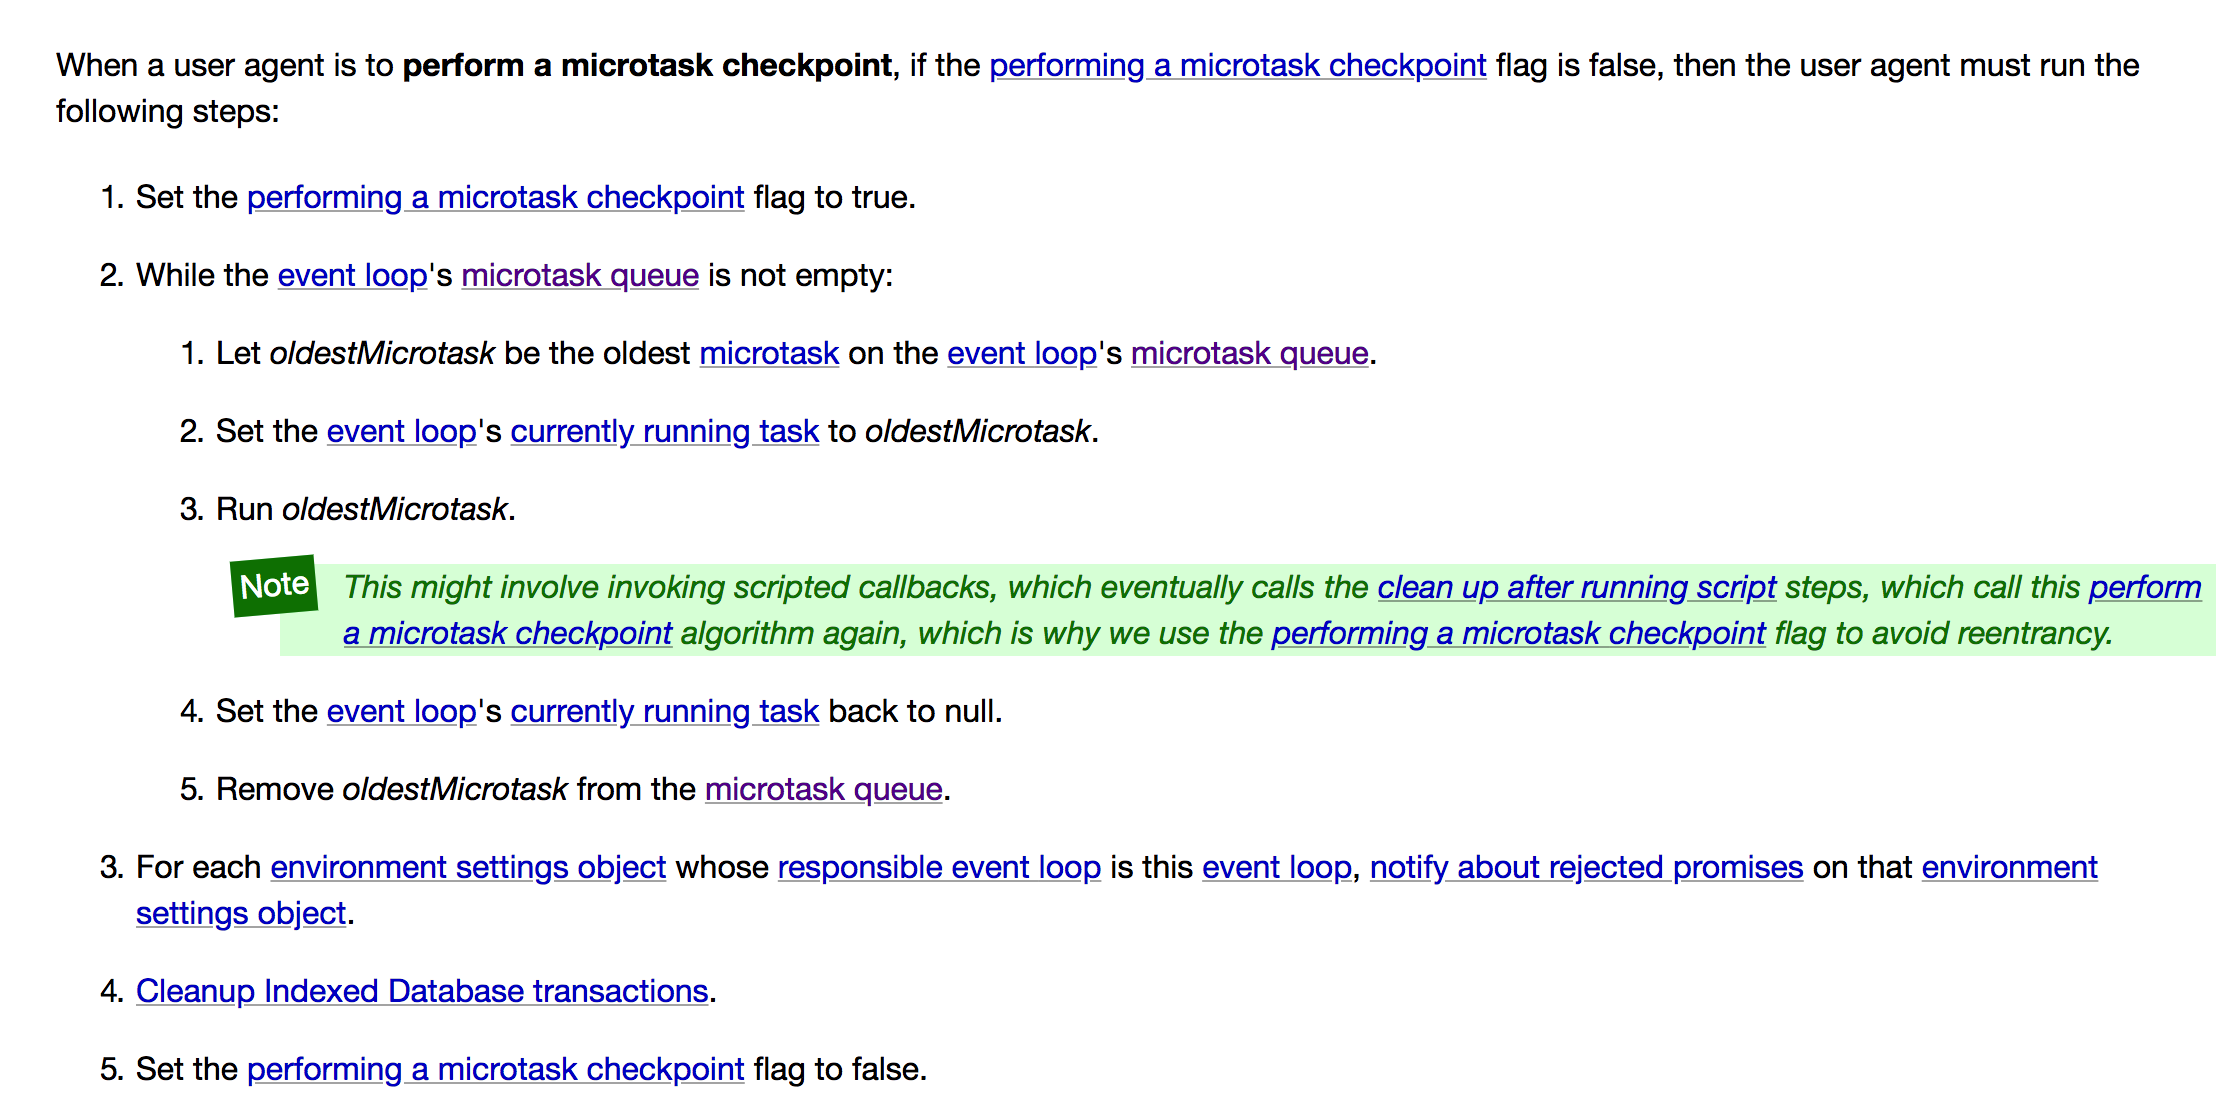 When a user agent is to perform a microtask checkpoint, if the performing a microtask checkpoint flag is false, then the user agent must run the
following steps:
1. Set the performing a microtask checkpoint flag to true.
2. While the event loop's microtask queue is not empty:
1. Let oldestMicrotask be the oldest microtask on the event loop's microtask queue.
2. Set the event loop's currently running task to oldestMicrotask.
3. Run oldestMicrotask.
Note This might involve invoking scripted callbacks, which eventually calls the clean up after running script steps, which call this perform
a microtask checkpoint algorithm again, which is why we use the performing a microtask checkpoint flag to avoid reentrancy.
4. Set the event loop's currently running task back to null.
5. Remove oldestMicrotask from the microtask queue.
3. For each environment settings object whose responsible event loop is this event loop, notify about rejected promises on that environment
settings object.
4. Cleanup Indexed Database transactions.
5. Set the performing a microtask checkpoint flag to false.